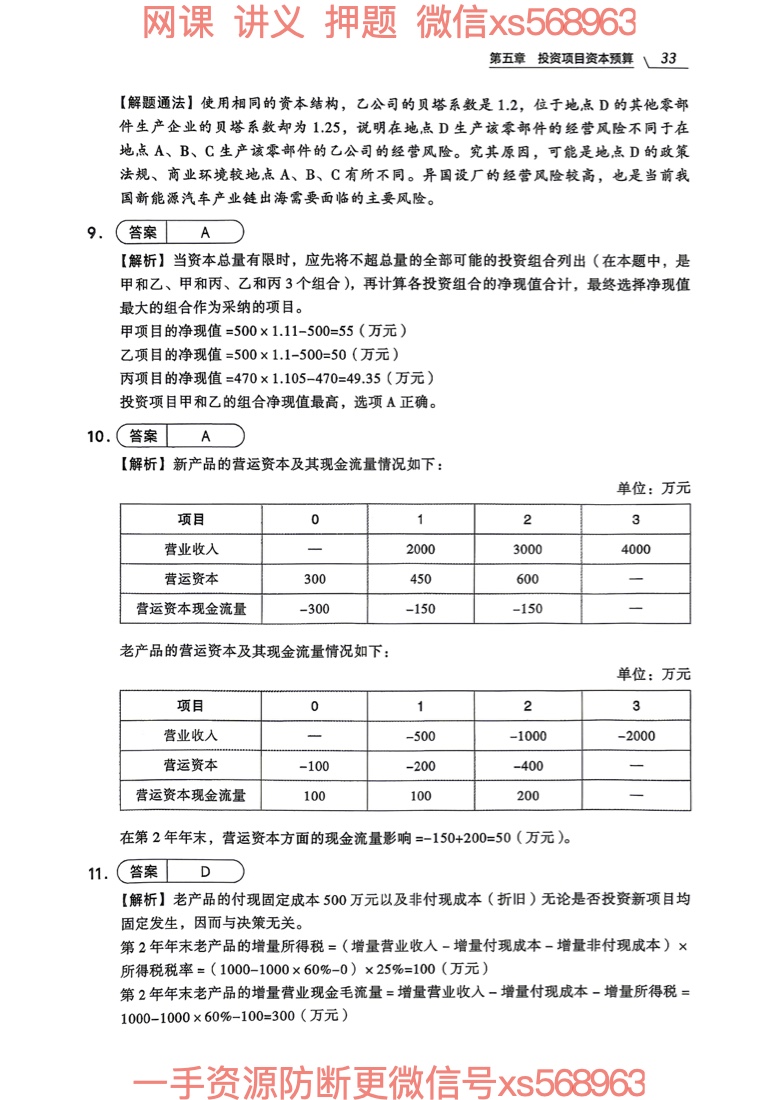 网课 讲义 押题 微信xs568963
第五章 投资项目资本预算 33
【解题通法】使用相同的资本结构，乙公司的贝塔系数是 1.2，位于地点 D 的其他零部
件生产企业的贝塔系数却为 1.25，说明在地点 D 生产该零部件的经营风险不同于在
地点 A、B、C 生产该零部件的乙公司的经营风险。究其原因，可能是地点 D 的政策
法规、商业环境较地点 A、B、C 有所不同。异国设厂的经营风险较高，也是当前我
国新能源汽车产业链出海需要面临的主要风险。
9. 答案 A
【解析】当资本总量有限时，应先将不超总量的全部可能的投资组合列出（在本题中，是
甲和乙、甲和丙、乙和丙 3 个组合），再计算各投资组合的净现值合计，最终选择净现值
最大的组合作为采纳的项目。
甲项目的净现值 =500×1.11-500=55（万元）
乙项目的净现值 =500×1.1-500=50（万元）
丙项目的净现值 =470×1.105-470=49.35（万元）
投资项目甲和乙的组合净现值最高，选项 A 正确。
10. 答案 A
【解析】新产品的营运资本及其现金流量情况如下：
单位：万元
项目 0 1 2 3
营业收入 — 2000 3000 4000
营运资本 300 450 600 —
营运资本现金流量 -300 -150 -150 —
老产品的营运资本及其现金流量情况如下：
单位：万元
项目 0 1 2 3
营业收入 — -500 -1000 -2000
营运资本 -100 -200 -400 —
营运资本现金流量 100 100 200 —
在第 2 年年末，营运资本方面的现金流量影响 =-150+200=50（万元）。
11. 答案 D
【解析】老产品的付现固定成本 500 万元以及非付现成本（折旧）无论是否投资新项目均
固定发生，因而与决策无关。
第 2 年年末老产品的增量所得税 =（增量营业收入 - 增量付现成本 - 增量非付现成本）×
所得税税率 =（1000-1000×60%-0）×25%=100（万元）
第 2 年年末老产品的增量营业现金毛流量 = 增量营业收入 - 增量付现成本 - 增量所得税 =
1000-1000×60%-100=300（万元）
一手资源防断更微信号xs568963